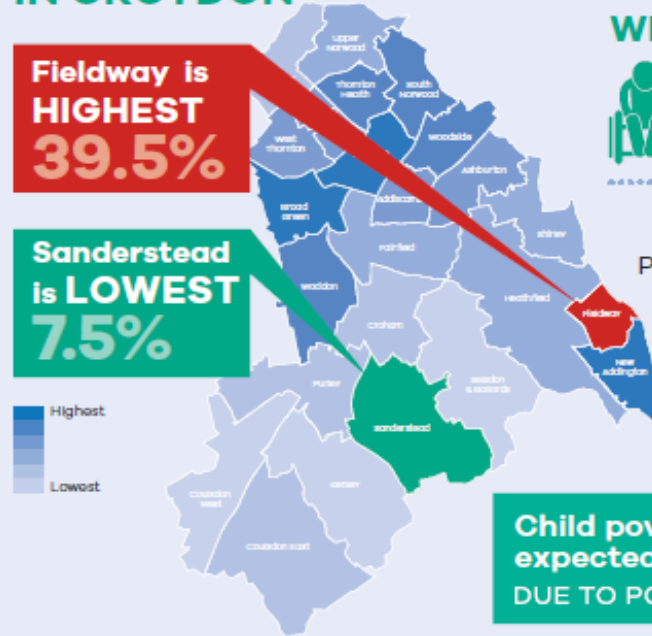 IN CROYDON
WH
Fieldway is
HIGHEST
39.5%
Sanderstead
is LOWEST
7.5%
Highest
Lowest
Upper
Norwood
Thornton
Heath
South
Norwood
West
Thornton
Woodside
Ashburton
Broad
Green
Addiscombe
Fairfield
Shirley
Waddon
Heathfield
Fieldway
New
Addington
Croham
Purley
Selsdon
Sanderstead
Kenley
Coulsdon
West
Coulsdon East
P
Child pov
expected
DUE TO PO